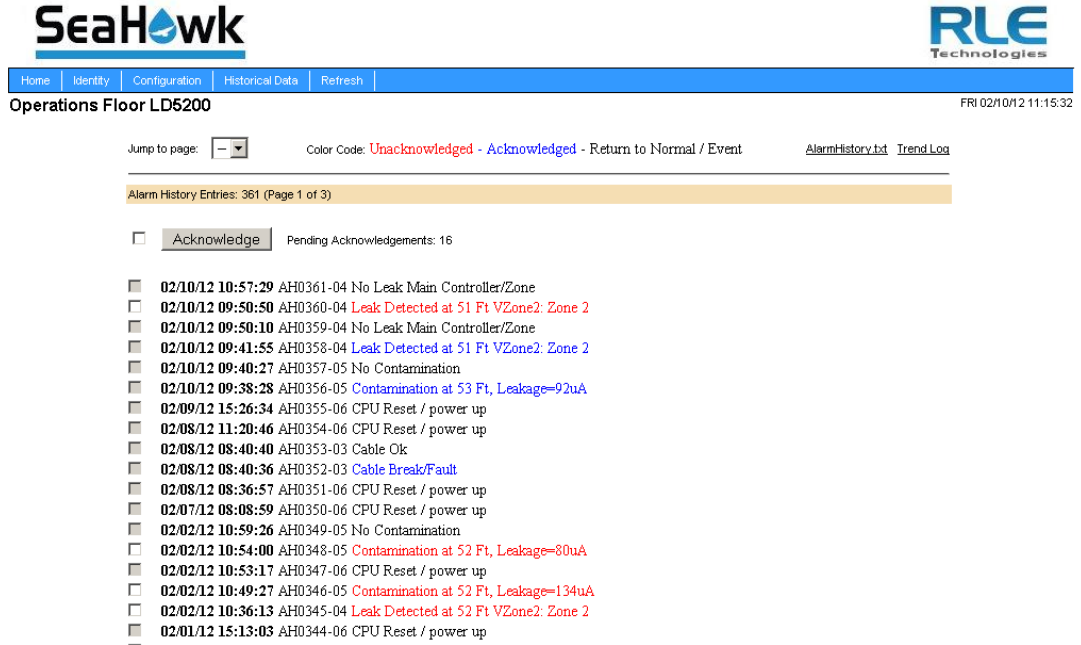 SeaHawk
RLE
Technologies
Home Identity Configuration Historical Data Refresh
Operations Floor LD5200
FRI 02/10/12 11:15:32
Jump to page: -- Color Code: Unacknowledged - Acknowledged - Return to Normal / Event AlarmHistory.txt Trend Log
Alarm History Entries: 361 (Page 1 of 3)
Acknowledge Pending Acknowledgements: 16
02/10/12 10:57:29 AH0361-04 No Leak Main Controller/Zone
02/10/12 09:50:50 AH0360-04 Leak Detected at 51 Ft VZone2: Zone 2
02/10/12 09:50:10 AH0359-04 No Leak Main Controller/Zone
02/10/12 09:41:55 AH0358-04 Leak Detected at 51 Ft VZone2: Zone 2
02/10/12 09:40:27 AH0357-05 No Contamination
02/10/12 09:38:28 AH0356-05 Contamination at 53 Ft, Leakage=92uA
02/09/12 15:26:34 AH0355-06 CPU Reset / power up
02/08/12 11:20:46 AH0354-06 CPU Reset / power up
02/08/12 08:40:40 AH0353-03 Cable Ok
02/08/12 08:40:36 AH0352-03 Cable Break/Fault
02/08/12 08:36:57 AH0351-06 CPU Reset / power up
02/07/12 08:08:59 AH0350-06 CPU Reset / power up
02/02/12 10:59:26 AH0349-05 No Contamination
02/02/12 10:54:00 AH0348-05 Contamination at 52 Ft, Leakage=80uA
02/02/12 10:53:17 AH0347-06 CPU Reset / power up
02/02/12 10:49:27 AH0346-05 Contamination at 52 Ft, Leakage=134uA
02/02/12 10:36:13 AH0345-04 Leak Detected at 52 Ft VZone2: Zone 2
02/01/12 15:13:03 AH0344-06 CPU Reset / power up